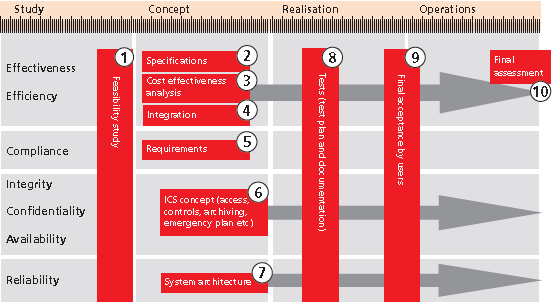 Study
Concept
Realisation
Operations
Effectiveness
Efficiency
Compliance
Integrity
Confidentiality
Availability
Reliability
1
Feasibility study
Specifications
2
Cost effectiveness
analysis
3
Integration
4
Requirements
5
ICS concept (access,
controls, archiving,
emergency plan etc)
6
System architecture
7
8
Tests (test plan and documentation)
9
Final acceptance by users
Final
assessment
10